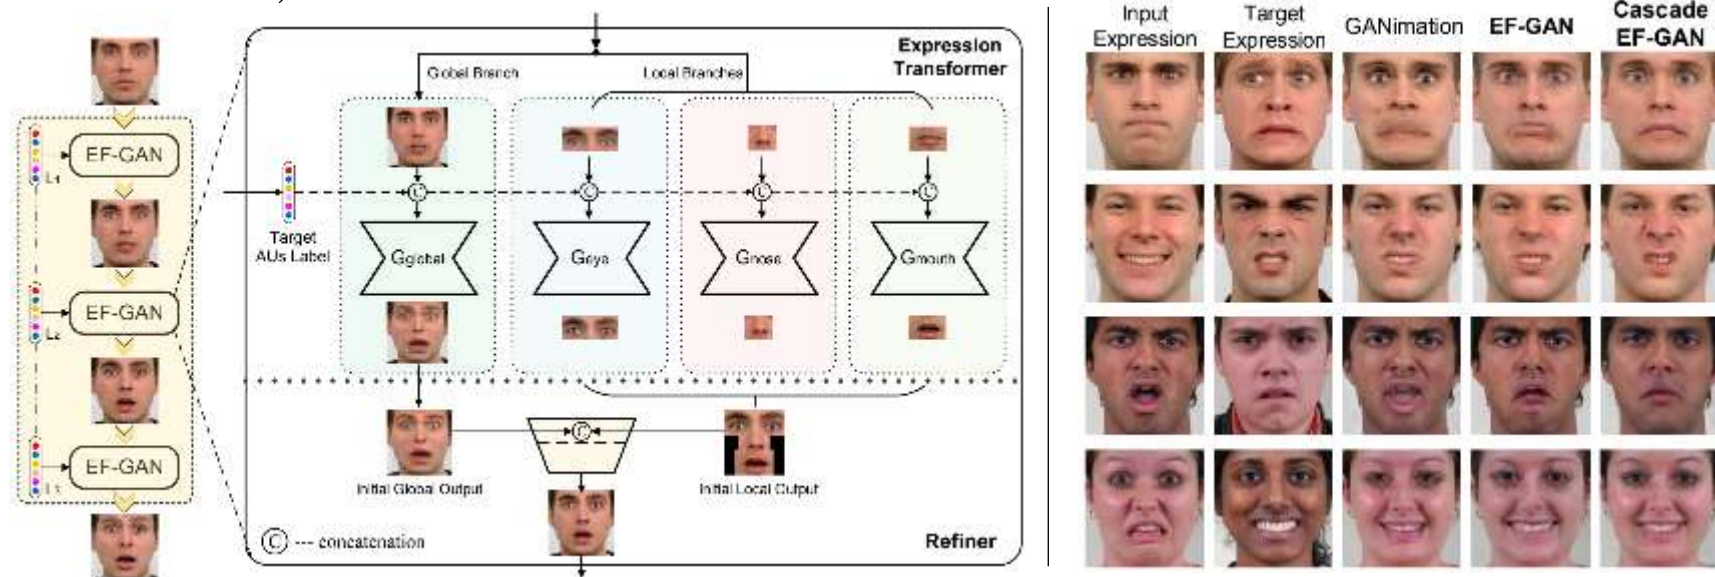 EF-GAN
L1
EF-GAN
L2
EF-GAN
L3
Expression
Transformer
Global Branch
Local Branches
C
C
C
C
Target
AUs Label
Gglobal
Geye
Gnose
Gmouth
C
Initial Global Output
Initial Local Output
C --- concatenation
Refiner
Input
Expression
Target
Expression
GANimation
EF-GAN
Cascade
EF-GAN